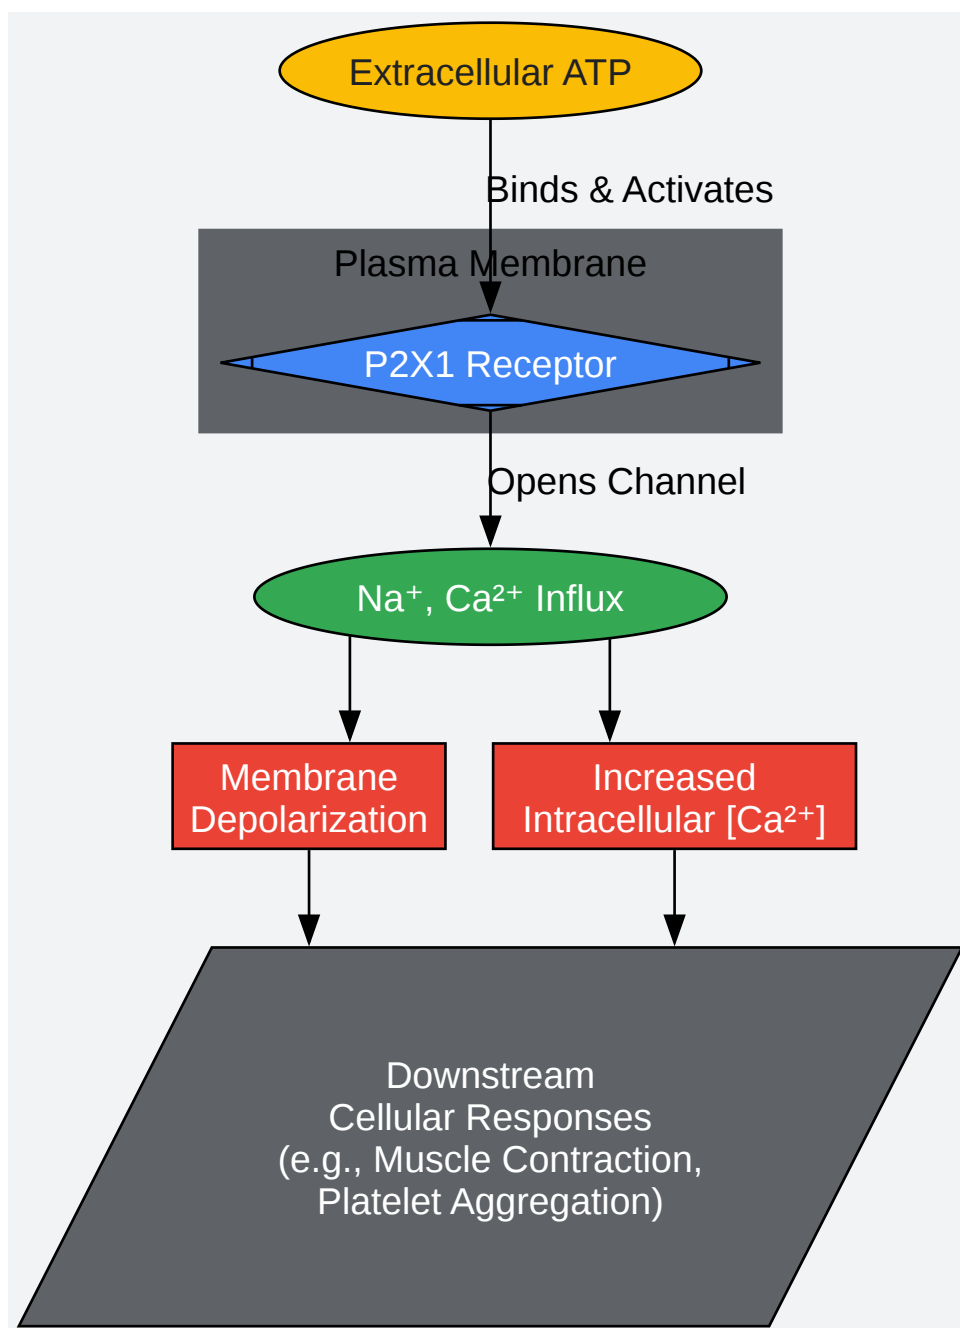 Extracellular ATP
Binds & Activates
Plasma Membrane
P2X1 Receptor
Opens Channel
Na⁺, Ca²⁺ Influx
Membrane
Depolarization
Increased
Intracellular [Ca²⁺]
Downstream
Cellular Responses
(e.g., Muscle Contraction,
Platelet Aggregation)